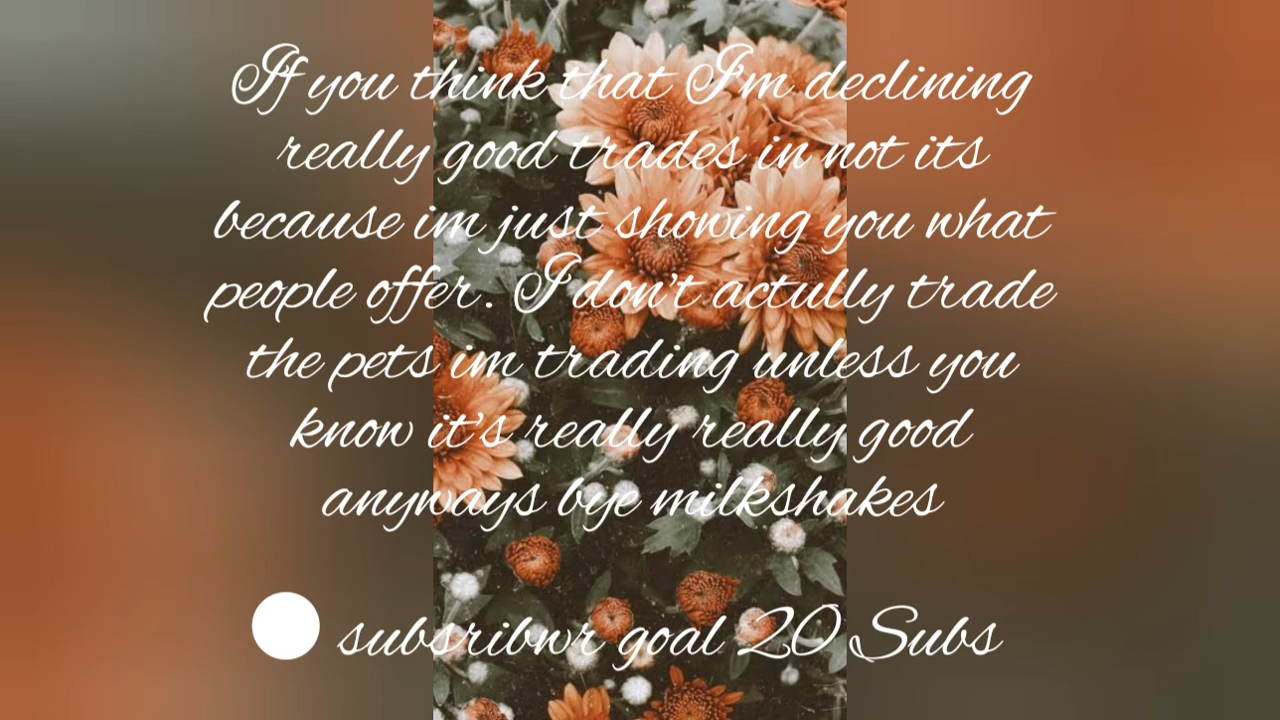 If you think that I'm declining
really good trades in not its
because im just showing you what
people offer. I don't actully trade
the pets im trading unless you
know it's really really good
anyways bye milkshakes
subsribwr goal 20 Subs